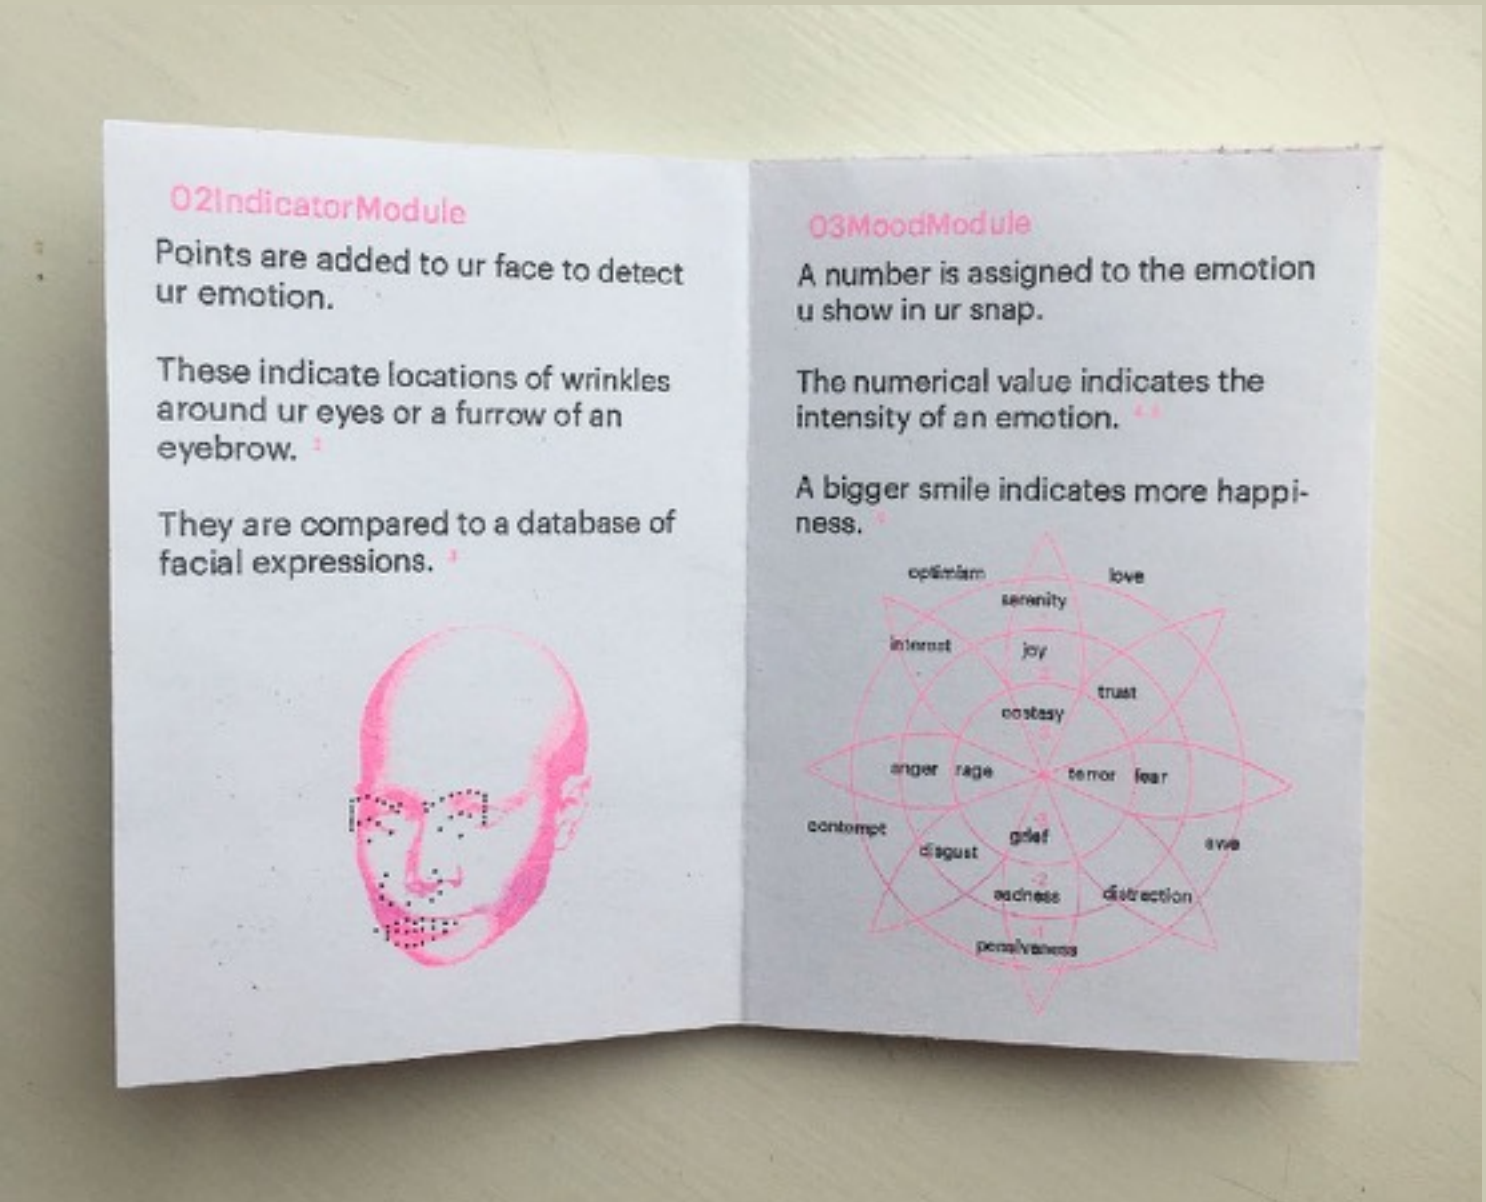 02IndicatorModule
Points are added to ur face to detect
ur emotion.
These indicate locations of wrinkles
around ur eyes or a furrow of an
eyebrow.
They are compared to a database of
facial expressions. 3
03MoodModule
A number is assigned to the emotion
u show in ur snap.
The numerical value indicates the
intensity of an emotion.
A bigger smile indicates more happi-
ness.
optimism love
serenity
interest joy
trust
ecstasy
anger rage terror fear
contempt grief awe
disgust
-2
sadness distraction
-1
pensiveness